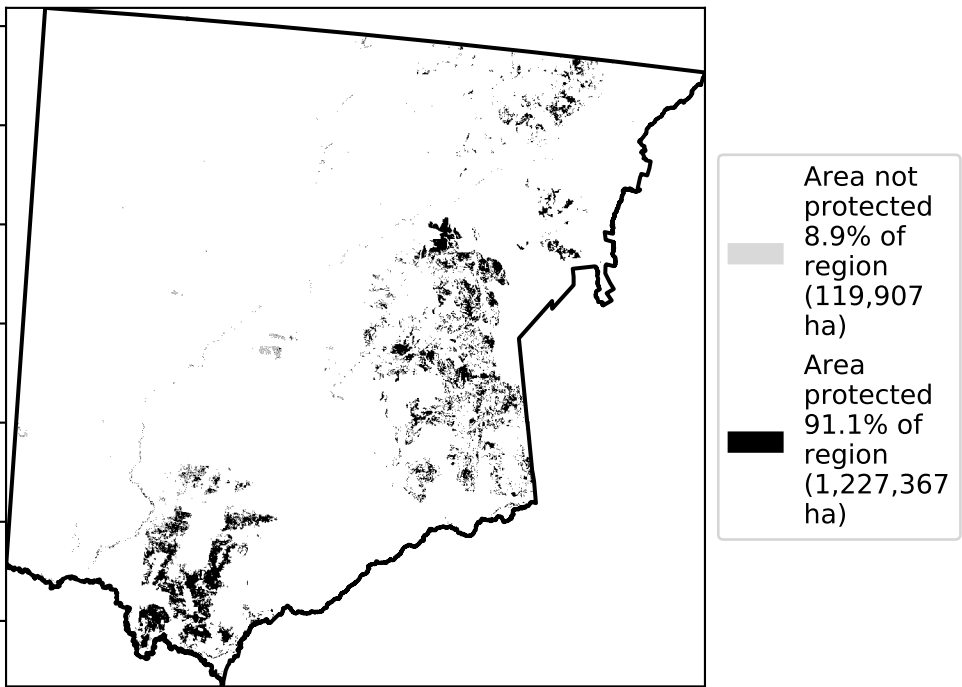 Area not
protected
8.9% of
region
(119,907
ha)
Area
protected
91.1% of
region
(1,227,367
ha)